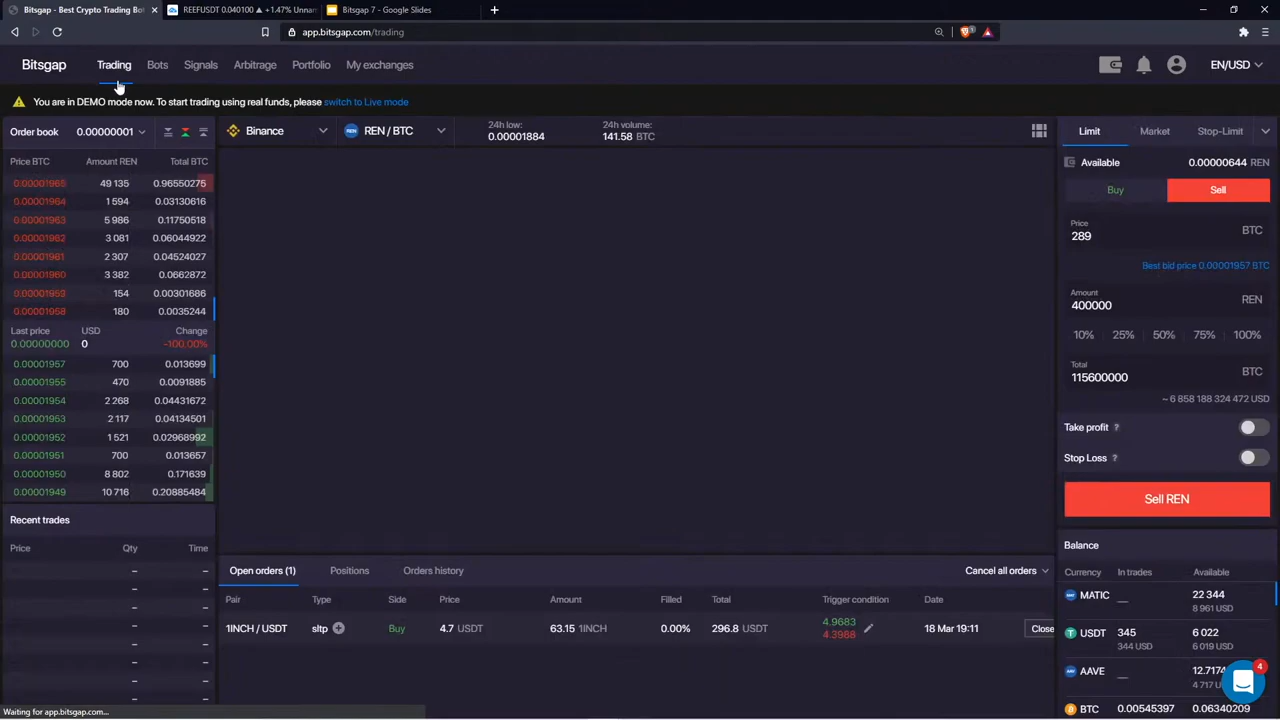 Bitsgap - Best Crypto Trading Bot
REEFUSDT 0.040100 ▲ +1.47% Unnam
Bitsgap 7 - Google Slides
app.bitsgap.com/trading
Bitsgap
Trading
Bots
Signals
Arbitrage
Portfolio
My exchanges
EN/USD
You are in DEMO mode now. To start trading using real funds, please switch to Live mode
Order book
0.00000001
Price BTC Amount REN Total BTC
0.00001965 49 135 0.96550275
0.00001964 1 594 0.03130616
0.00001963 5 986 0.11750518
0.00001962 3 081 0.06044922
0.00001961 2 307 0.04524027
0.00001960 3 382 0.0662872
0.00001959 154 0.00301686
0.00001958 180 0.0035244
Last price USD Change
0.00000000 0 -100.00%
0.00001957 700 0.013699
0.00001955 470 0.0091885
0.00001954 2 268 0.04431672
0.00001953 2 117 0.04134501
0.00001952 1 521 0.02968992
0.00001951 700 0.013657
0.00001950 8 802 0.171639
0.00001949 10 716 0.20885484
Recent trades
Price Qty Time
– –
– –
– –
– –
– –
– –
– –
– –
– –
Binance
REN / BTC
24h low:
0.00001884
24h volume:
141.58 BTC
Open orders (1)
Positions
Orders history
Cancel all orders
Pair Type Side Price Amount Filled Total Trigger condition Date
1INCH / USDT sltp Buy 4.7 USDT 63.15 1INCH 0.00% 296.8 USDT 4.9683 18 Mar 19:11 Close
4.3968
Limit
Market
Stop-Limit
Available
0.00000644 REN
Buy
Sell
Price
289 BTC
Best bid price 0.00001957 BTC
Amount
400000 REN
10% 25% 50% 75% 100%
Total
115600000 BTC
~ 6 858 188 324 472 USD
Take profit ?
Stop Loss ?
Sell REN
Balance
Currency In trades Available
MATIC __ 22 344
8 961 USD
USDT 345 6 022
344 USD 6 019 USD
AAVE __ 12.7174
4 717
BTC 0.00545397 0.06340209
4
1
Waiting for app.bitsgap.com...